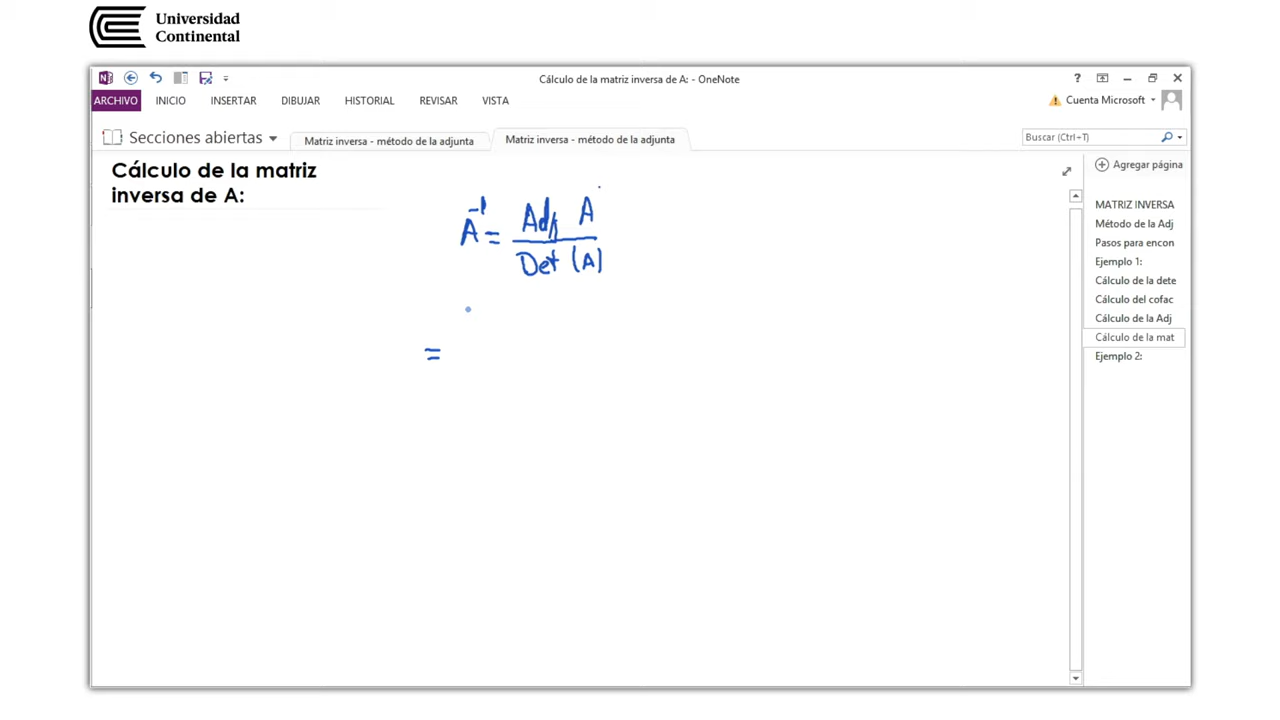 Universidad
Continental
Cálculo de la matriz inversa de A: - OneNote
?
ARCHIVO INICIO INSERTAR DIBUJAR HISTORIAL REVISAR VISTA
Cuenta Microsoft
Secciones abiertas
Matriz inversa - método de la adjunta
Matriz inversa - método de la adjunta
Buscar (Ctrl+T)
Cálculo de la matriz
inversa de A:
A⁻¹ = Adj A / Det (A)
=
Agregar página
MATRIZ INVERSA
Método de la Adj
Pasos para encon
Ejemplo 1:
Cálculo de la dete
Cálculo del cofac
Cálculo de la Adj
Cálculo de la mat
Ejemplo 2: